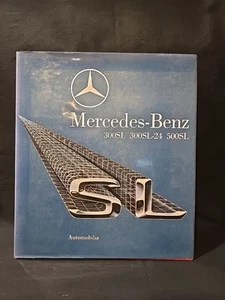 Mercedes-Benz
300SL 300SL-24 500SL
SL
Automobilia